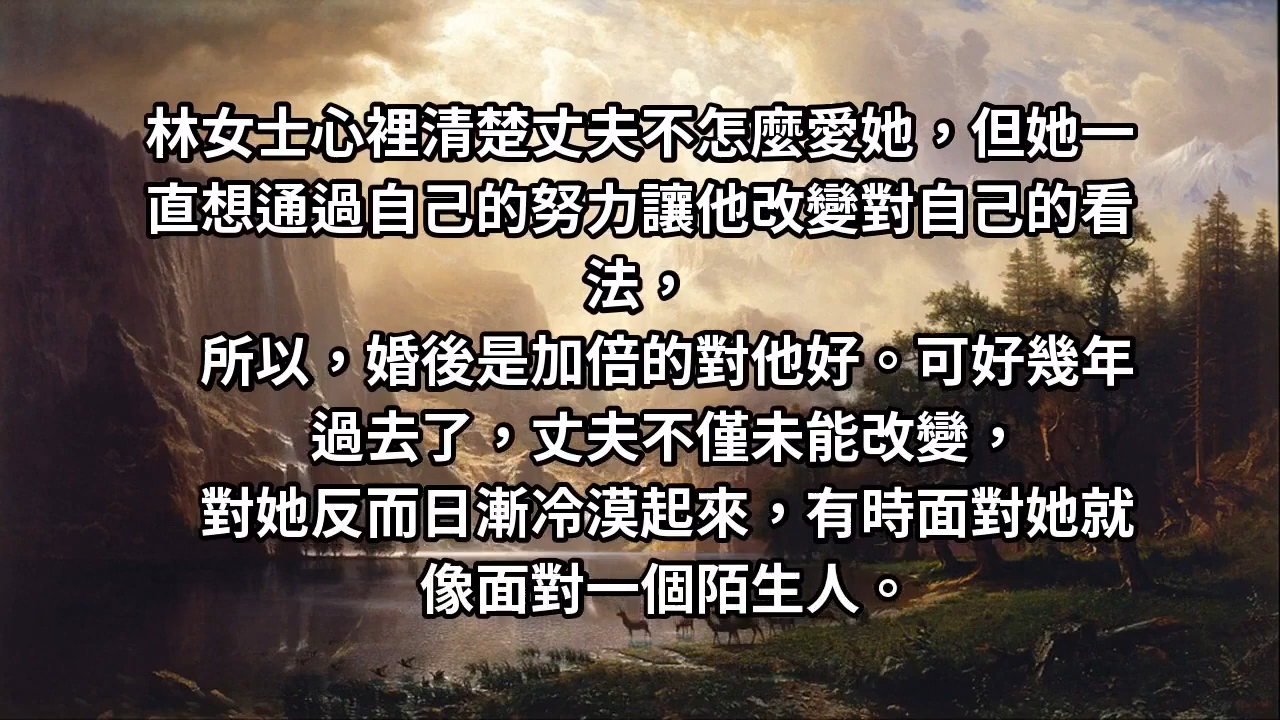 林女士心裡清楚丈夫不怎麼愛她，但她一
直想通過自己的努力讓他改變對自己的看
法，
所以，婚後是加倍的對他好。可好幾年
過去了，丈夫不僅未能改變，
對她反而日漸冷漠起來，有時面對她就
像面對一個陌生人。